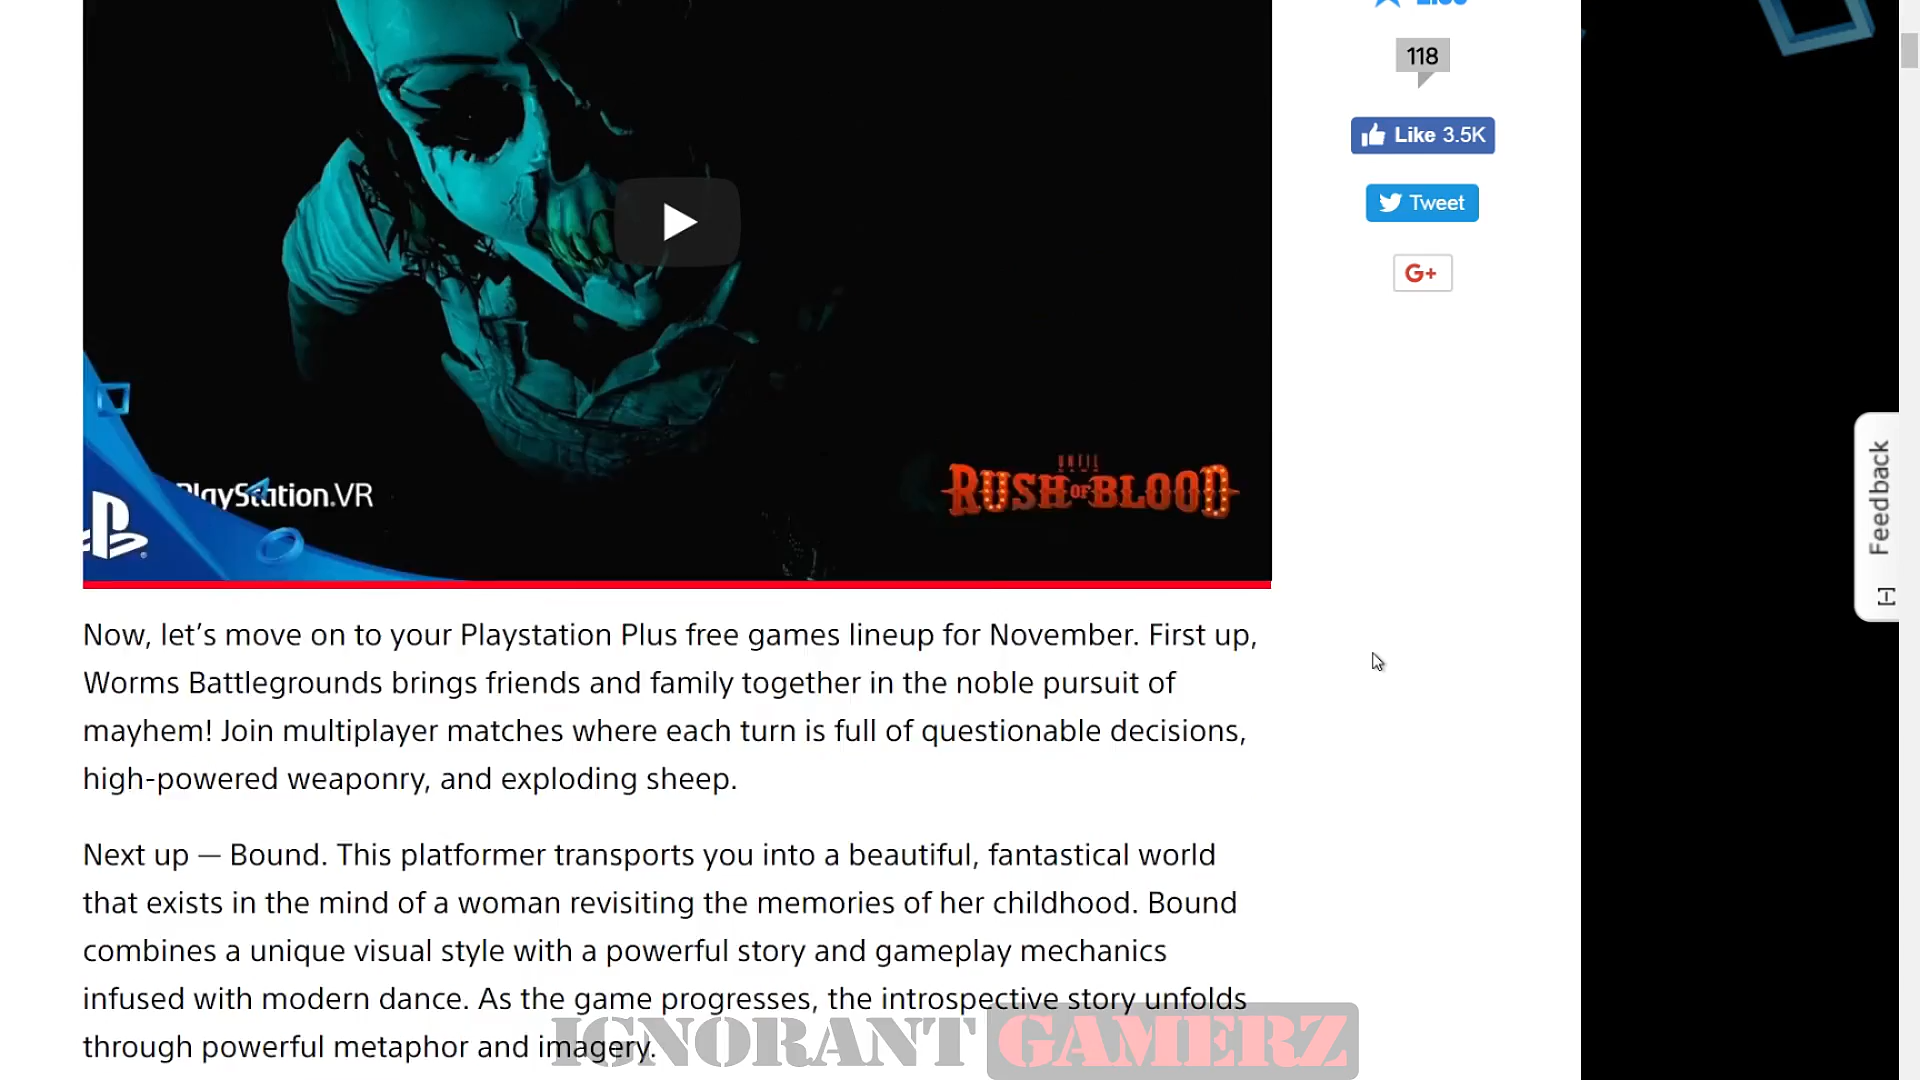 118
Like 3.5K
Tweet
G+
Feedback
[-]
PlayStation.VR
UNTIL
RUSH OF BLOOD
Now, let’s move on to your Playstation Plus free games lineup for November. First up,
Worms Battlegrounds brings friends and family together in the noble pursuit of
mayhem! Join multiplayer matches where each turn is full of questionable decisions,
high-powered weaponry, and exploding sheep.
Next up — Bound. This platformer transports you into a beautiful, fantastical world
that exists in the mind of a woman revisiting the memories of her childhood. Bound
combines a unique visual style with a powerful story and gameplay mechanics
infused with modern dance. As the game progresses, the introspective story unfolds
through powerful metaphor and imagery.
IGNORANT GAMERZ